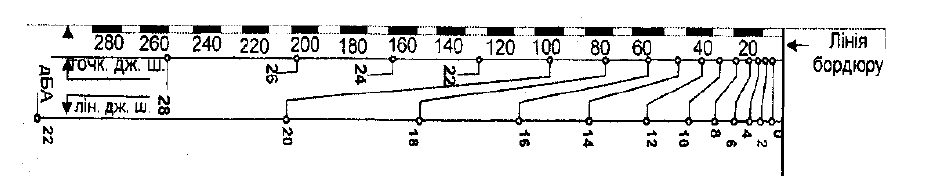 280 260 240 220 200 180 160 140 120 100 80 60 40 20
Лінія
бордюру
точк. дж. ш.
дБА
26 24 22
лін. дж. ш.
28
22 20 18 16 14 12 10 8 6 4 2 0